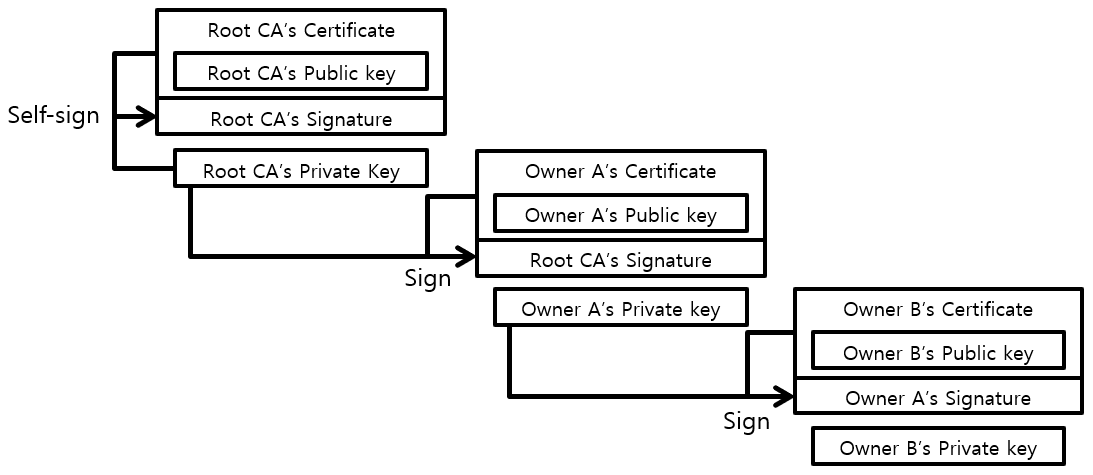 Root CA's Certificate
Root CA's Public key
Self-sign
Root CA's Signature
Root CA's Private Key
Owner A's Certificate
Owner A's Public key
Root CA's Signature
Sign
Owner A's Private key
Owner B's Certificate
Owner B's Public key
Owner A's Signature
Sign
Owner B's Private key